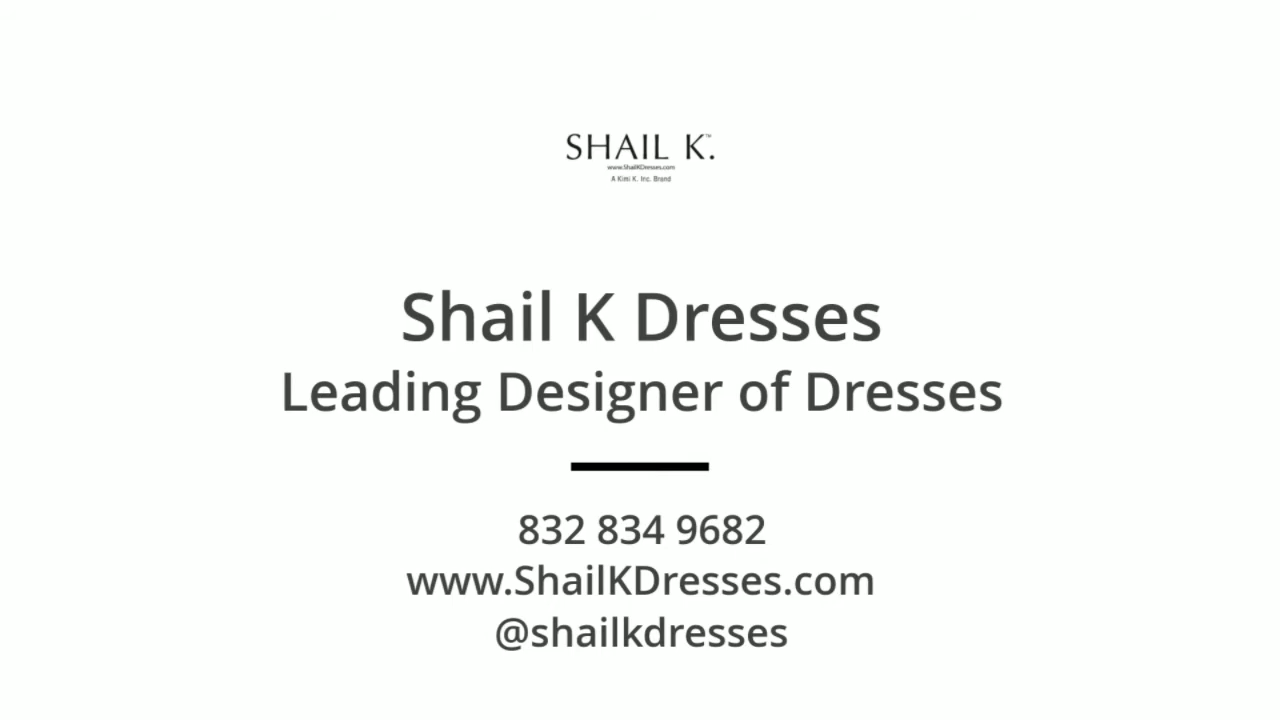 SHAIL K.™
www.ShailKDresses.com
A Kimi K. Inc. Brand
Shail K Dresses
Leading Designer of Dresses
832 834 9682
www.ShailKDresses.com
@shailkdresses